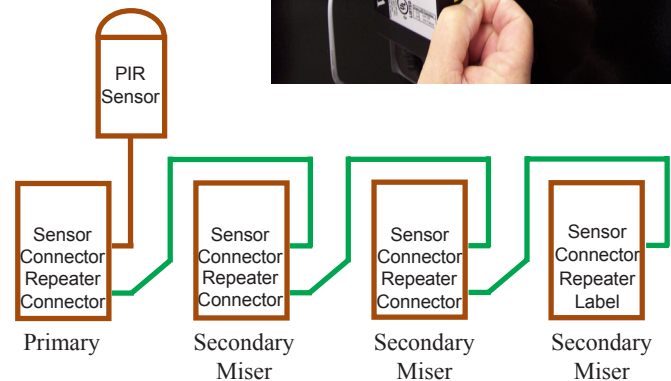 PIR
Sensor
Sensor
Connector
Repeater
Connector
Primary
Sensor
Connector
Repeater
Connector
Secondary
Miser
Sensor
Connector
Repeater
Connector
Secondary
Miser
Sensor
Connector
Repeater
Label
Secondary
Miser